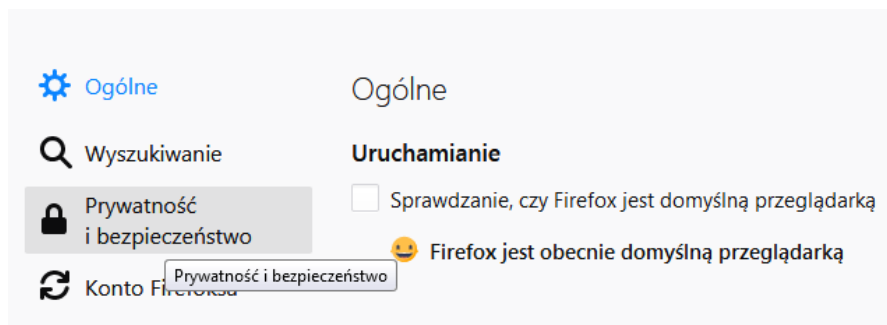 Ogólne
Wyszukiwanie
Prywatność
i bezpieczeństwo
Prywatność i bezpieczeństwo
Konto Firefoksa
Ogólne
Uruchamianie
Sprawdzanie, czy Firefox jest domyślną przeglądarką
Firefox jest obecnie domyślną przeglądarką